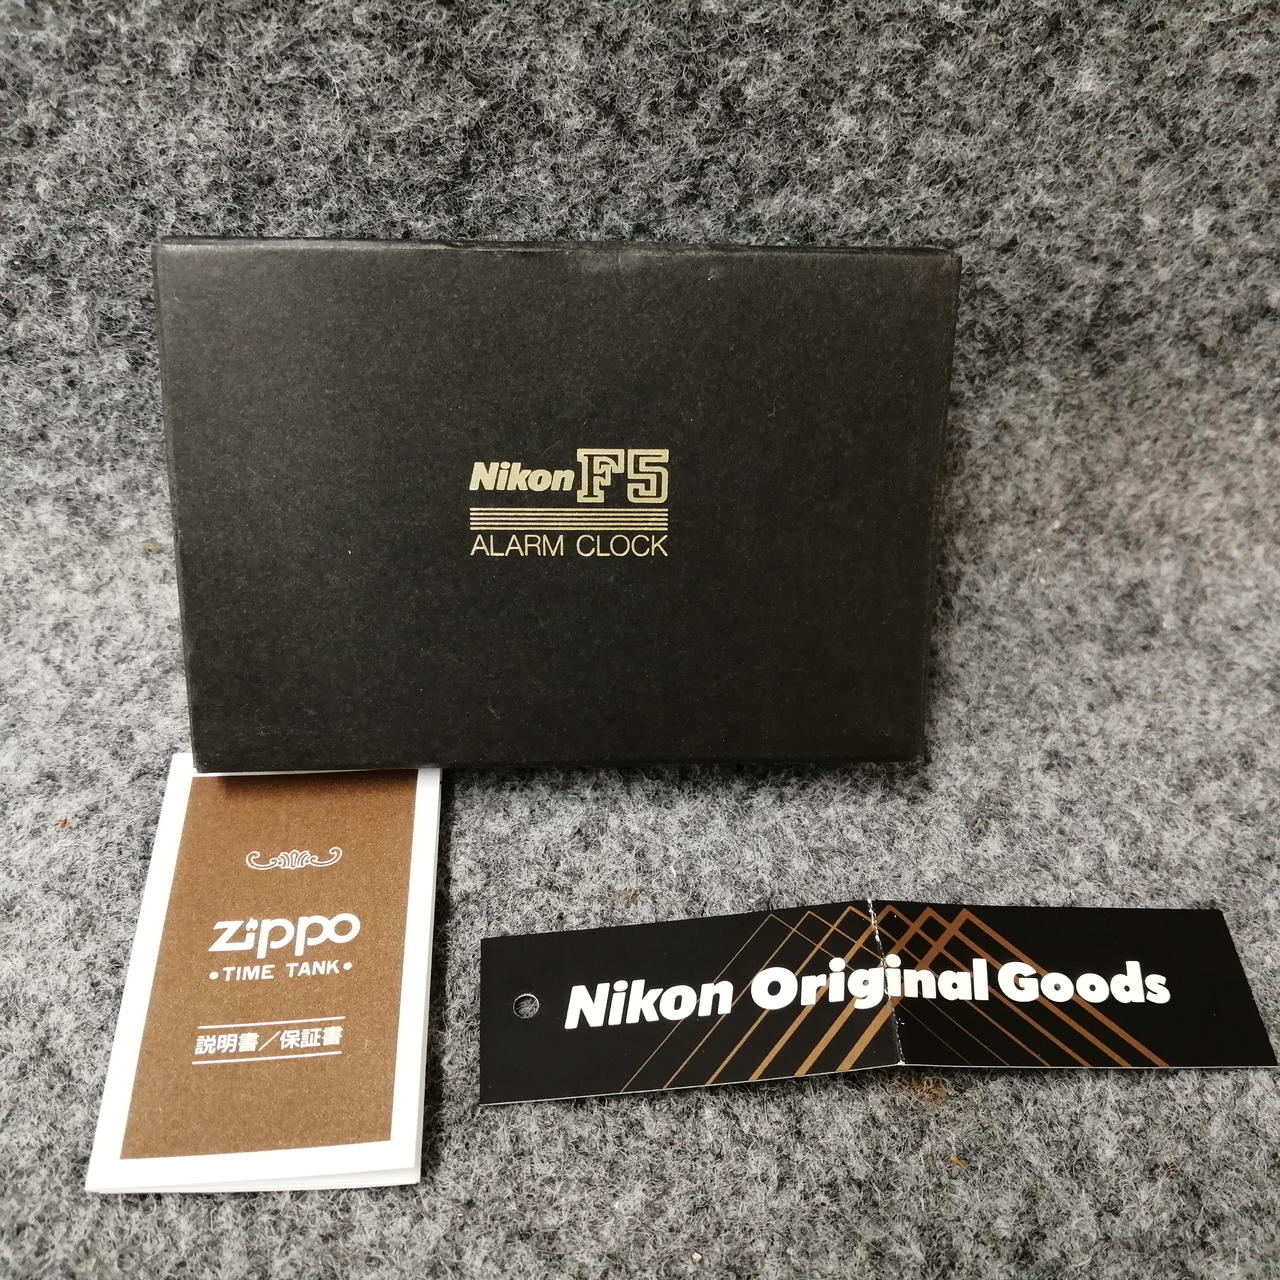 Nikon F5
ALARM CLOCK
zippo
•TIME TANK•
説明書／保証書
Nikon Original Goods